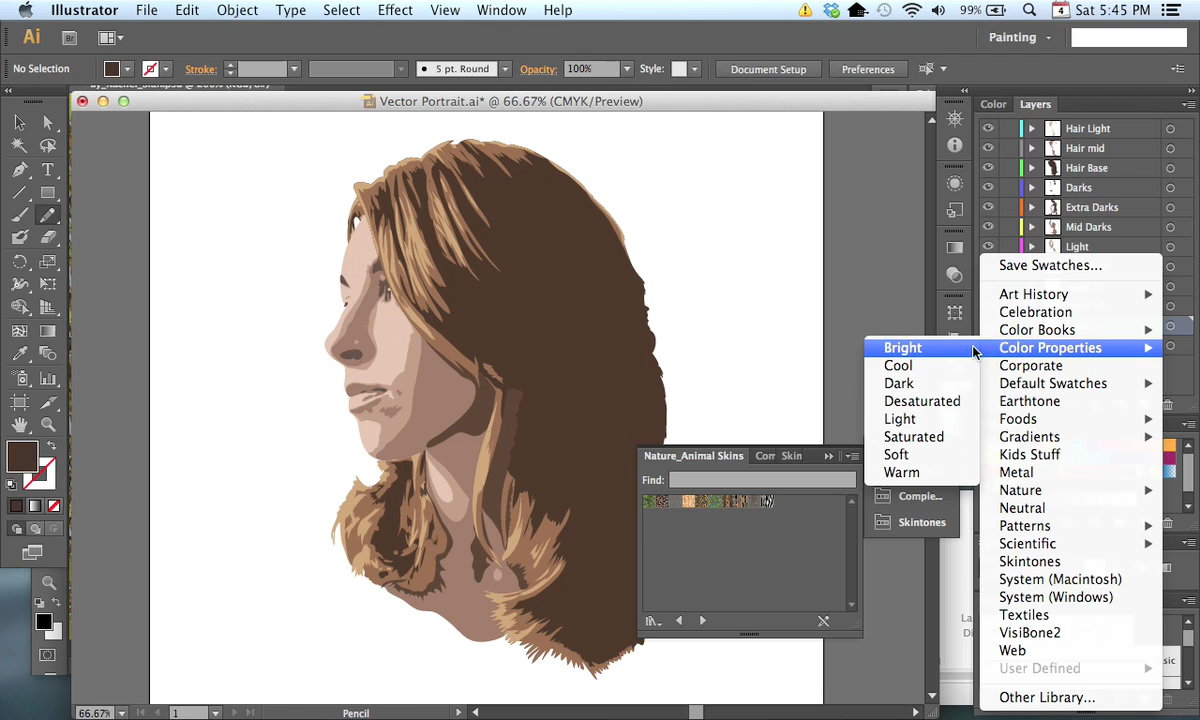 Illustrator File Edit Object Type Select Effect View Window Help 99% 4 Sat 5:45 PM
Ai Br Painting
No Selection Stroke: 5 pt. Round Opacity: 100% Style: Document Setup Preferences
Vector Portrait.ai* @ 66.67% (CMYK/Preview)
Color Layers
Hair Light
Hair mid
Hair Base
Darks
Extra Darks
Mid Darks
Light
Save Swatches...
Art History
Celebration
Color Books
Color Properties
Corporate
Default Swatches
Earthtone
Foods
Gradients
Kids Stuff
Metal
Nature
Neutral
Patterns
Scientific
Skintones
System (Macintosh)
System (Windows)
Textiles
VisiBone2
Web
User Defined
Other Library...
Bright
Cool
Dark
Desaturated
Light
Saturated
Soft
Warm
Comple...
Skintones
Nature_Animal Skins Con Skin
Find:
66.67% 1 Pencil